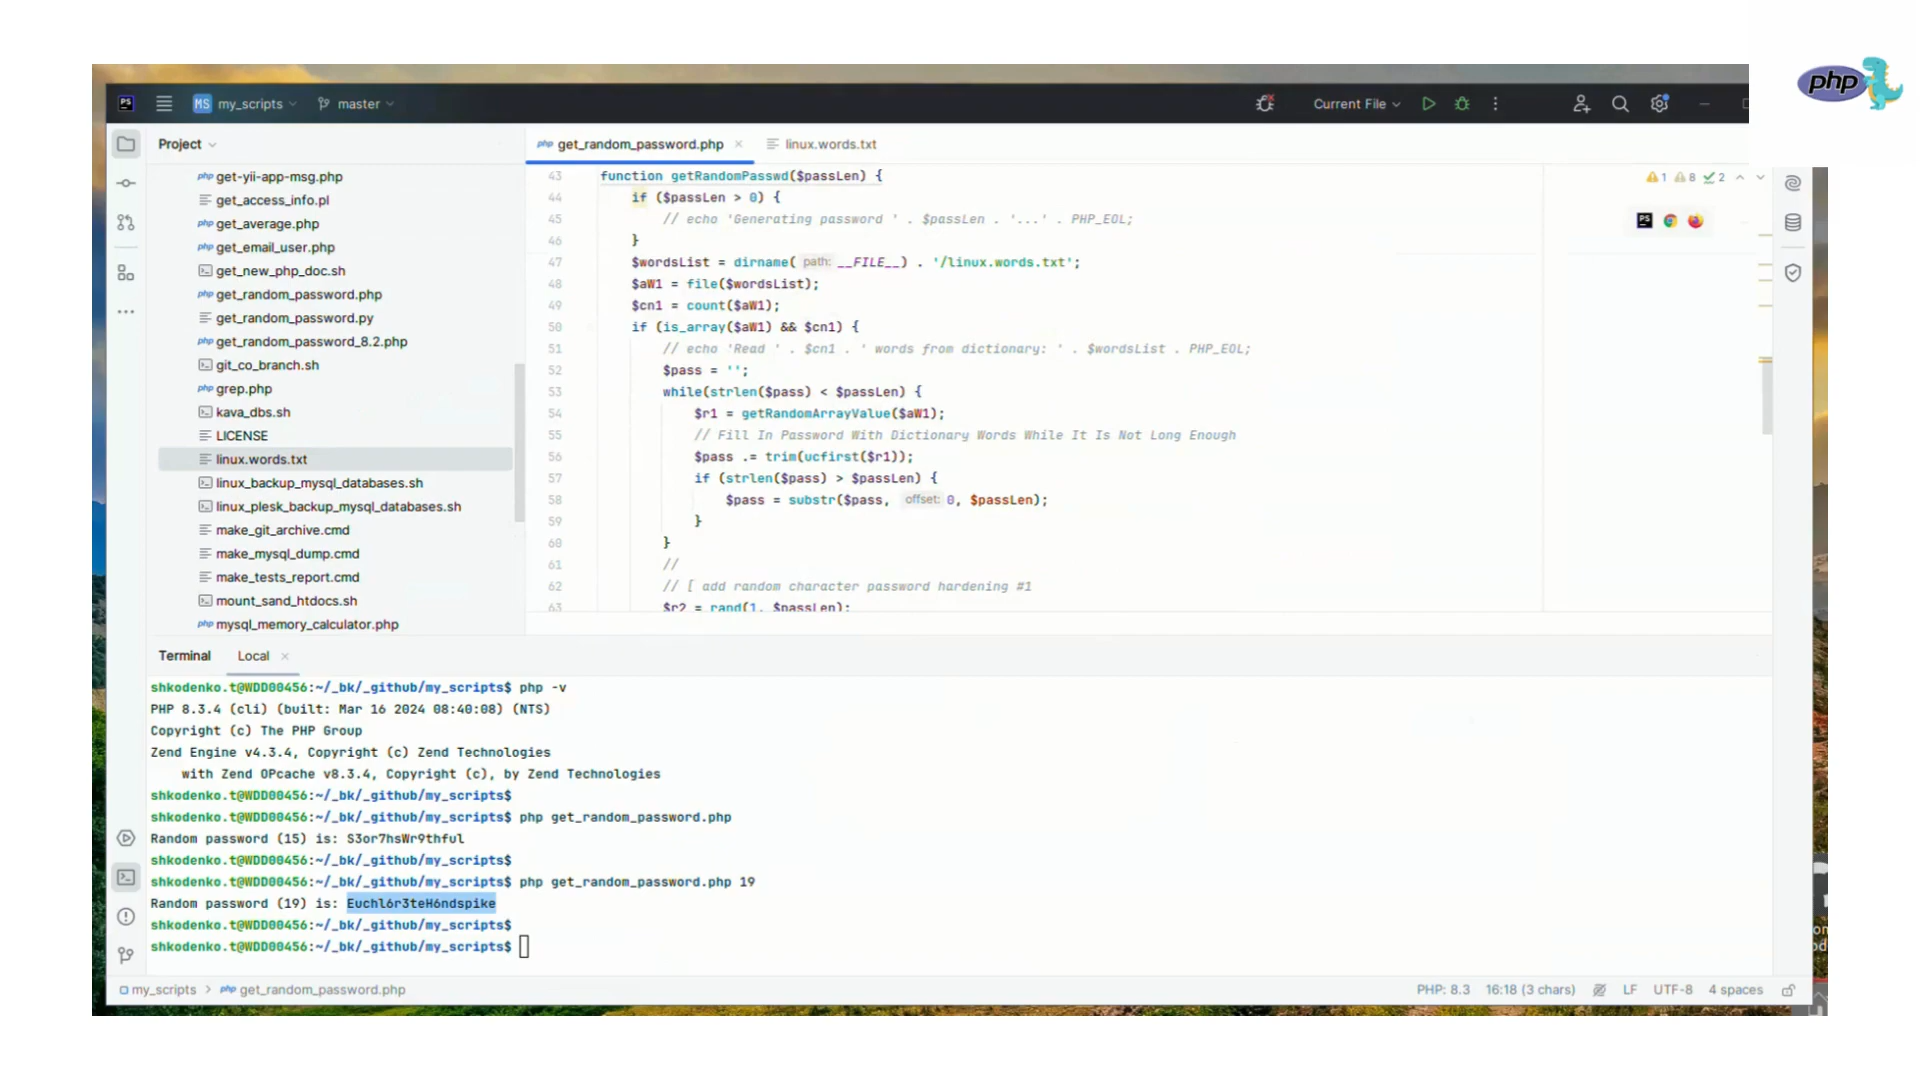 php
PS
MS my_scripts
master
Current File
Project
get_random_password.php
linux.words.txt
get-yii-app-msg.php
get_access_info.pl
get_average.php
get_email_user.php
get_new_php_doc.sh
get_random_password.php
get_random_password.py
get_random_password_8.2.php
git_co_branch.sh
grep.php
kava_dbs.sh
LICENSE
linux.words.txt
linux_backup_mysql_databases.sh
linux_plesk_backup_mysql_databases.sh
make_git_archive.cmd
make_mysql_dump.cmd
make_tests_report.cmd
mount_sand_htdocs.sh
mysql_memory_calculator.php
1 8 2
43 function getRandomPasswd($passLen) {
44 if ($passLen > 0) {
45 // echo 'Generating password ' . $passLen . '...' . PHP_EOL;
46 }
47 $wordsList = dirname( path: __FILE__) . '/linux.words.txt';
48 $aW1 = file($wordsList);
49 $cn1 = count($aW1);
50 if (is_array($aW1) && $cn1) {
51 // echo 'Read ' . $cn1 . ' words from dictionary: ' . $wordsList . PHP_EOL;
52 $pass = '';
53 while(strlen($pass) < $passLen) {
54 $r1 = getRandomArrayValue($aW1);
55 // Fill In Password With Dictionary Words While It Is Not Long Enough
56 $pass .= trim(ucfirst($r1));
57 if (strlen($pass) > $passLen) {
58 $pass = substr($pass, offset: 0, $passLen);
59 }
60 }
61 //
62 // [ add random character password hardening #1
63 $r2 = rand(1, $passLen);
Terminal
Local
shkodenko.t@WDD00456:~/_bk/_github/my_scripts$ php -v
PHP 8.3.4 (cli) (built: Mar 16 2024 08:40:08) (NTS)
Copyright (c) The PHP Group
Zend Engine v4.3.4, Copyright (c) Zend Technologies
with Zend OPcache v8.3.4, Copyright (c), by Zend Technologies
shkodenko.t@WDD00456:~/_bk/_github/my_scripts$
shkodenko.t@WDD00456:~/_bk/_github/my_scripts$ php get_random_password.php
Random password (15) is: S3or7hsWr9thful
shkodenko.t@WDD00456:~/_bk/_github/my_scripts$
shkodenko.t@WDD00456:~/_bk/_github/my_scripts$ php get_random_password.php 19
Random password (19) is: Euchl6r3teH6ndspike
shkodenko.t@WDD00456:~/_bk/_github/my_scripts$
shkodenko.t@WDD00456:~/_bk/_github/my_scripts$
my_scripts > php get_random_password.php
PHP: 8.3 16:18 (3 chars) LF UTF-8 4 spaces